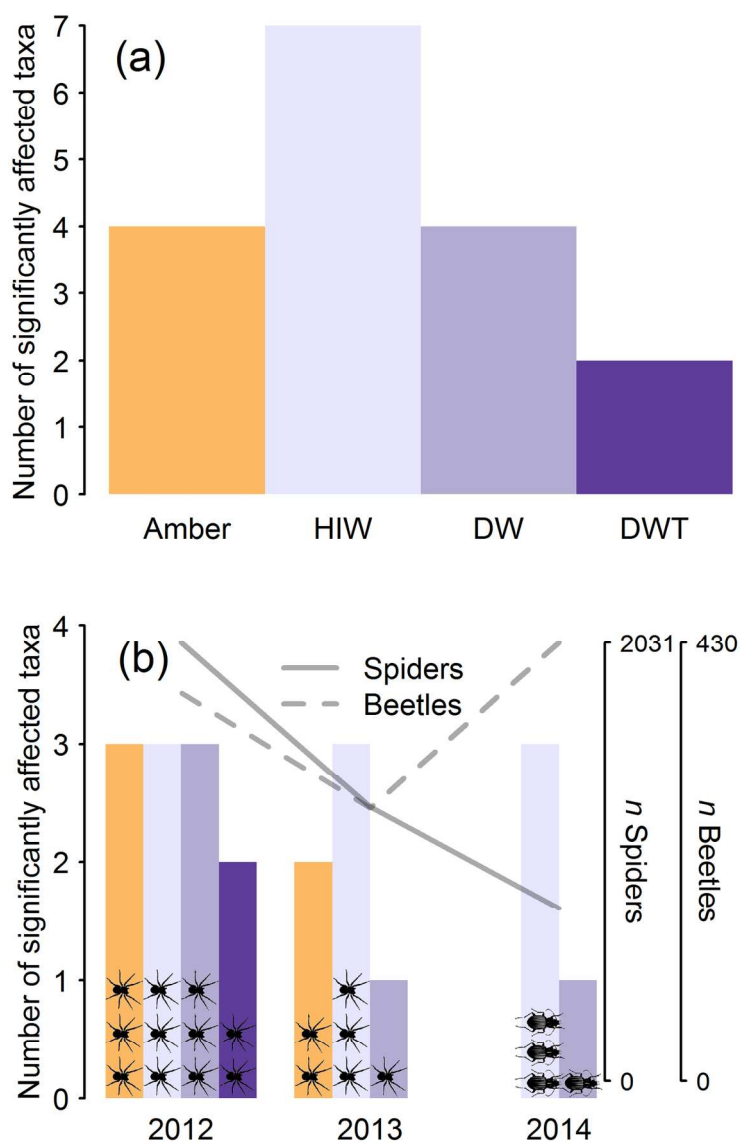 (a)
Number of significantly affected taxa
7
6
5
4
3
2
1
0
Amber HIW DW DWT
(b)
Number of significantly affected taxa
4
3
2
1
0
Spiders
Beetles
2031
0
n Spiders
430
0
n Beetles
2012 2013 2014